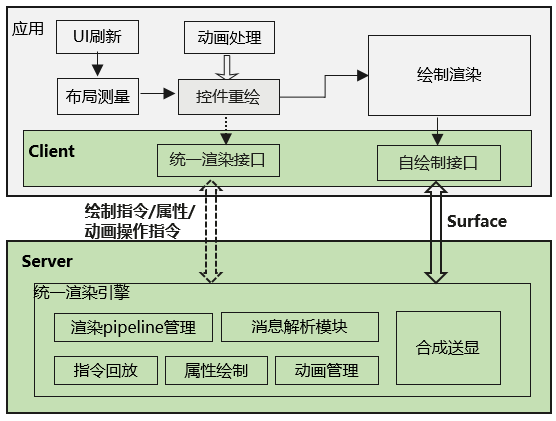 应用
UI刷新
动画处理
布局测量
控件重绘
绘制渲染
Client
统一渲染接口
自绘制接口
绘制指令/属性/
动画操作指令
Surface
Server
统一渲染引擎
渲染pipeline管理
消息解析模块
合成送显
指令回放
属性绘制
动画管理